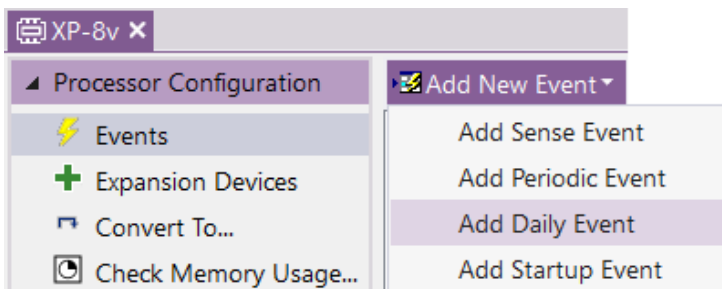 XP-8v
Processor Configuration
Events
Expansion Devices
Convert To...
Check Memory Usage...
Add New Event
Add Sense Event
Add Periodic Event
Add Daily Event
Add Startup Event